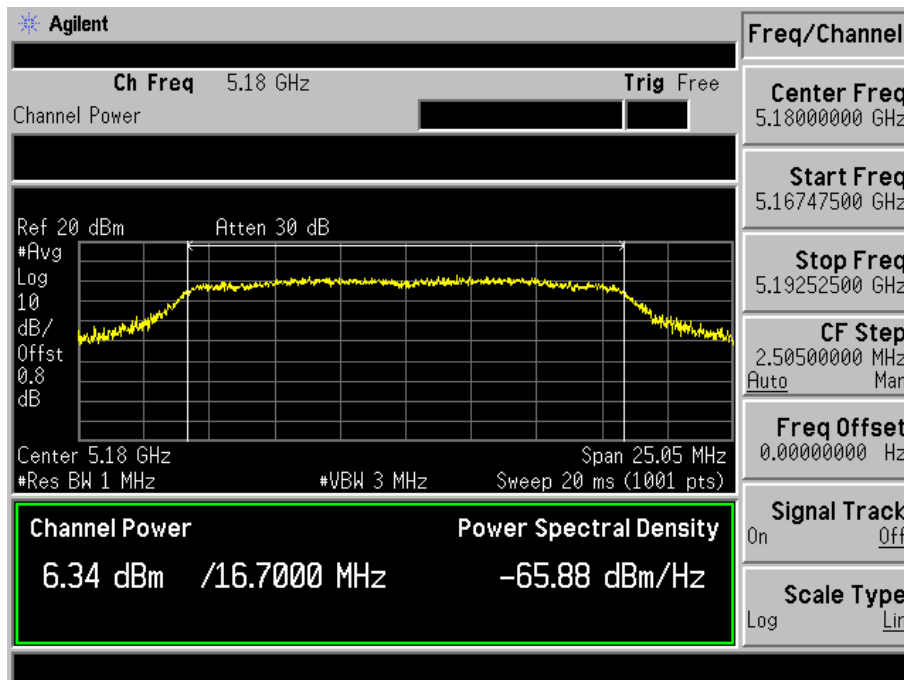 Agilent
Freq/Channel
Ch Freq 5.18 GHz Trig Free
Channel Power
Center Freq
5.18000000 GHz
Start Freq
5.16747500 GHz
Stop Freq
5.19252500 GHz
CF Step
2.50500000 MHz
Auto Man
Freq Offset
0.00000000 Hz
Signal Track
On Off
Scale Type
Log Lin
Ref 20 dBm Atten 30 dB
#Avg
Log
10
dB/
Offst
0.8
dB
Center 5.18 GHz Span 25.05 MHz
#Res BW 1 MHz #VBW 3 MHz Sweep 20 ms (1001 pts)
Channel Power Power Spectral Density
6.34 dBm /16.7000 MHz -65.88 dBm/Hz